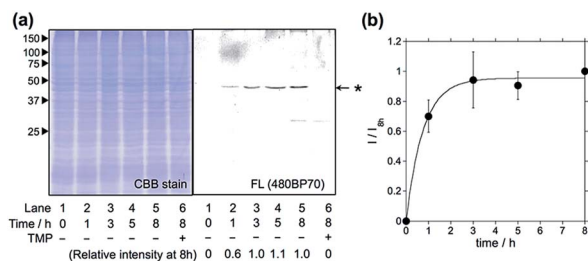 (a)
150
100
75
50
37
25
CBB stain
FL (480BP70)
*
Lane 1 2 3 4 5 6 1 2 3 4 5 6
Time / h 0 1 3 5 8 8 0 1 3 5 8 8
TMP – – – – – + – – – – – +
(Relative intensity at 8h) 0 0.6 1.0 1.1 1.0 0
(b)
1.2
1
0.8
0.6
0.4
0.2
0
I / I8h
0 1 2 3 4 5 6 7 8
time / h